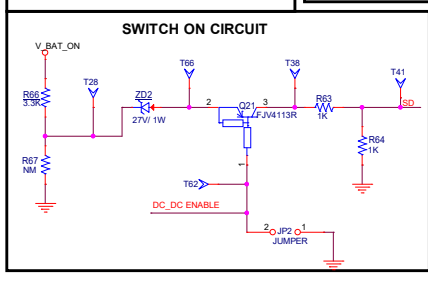 SWITCH ON CIRCUIT
V_BAT_ON
T66
T38
T28
T41
R66
3.3K
ZD2
Q21
R63
2
3
SD
27V/ 1W
FJV4113R
1K
R64
1K
R67
NM
1
T62
DC_DC ENABLE
2
JP2
1
JUMPER